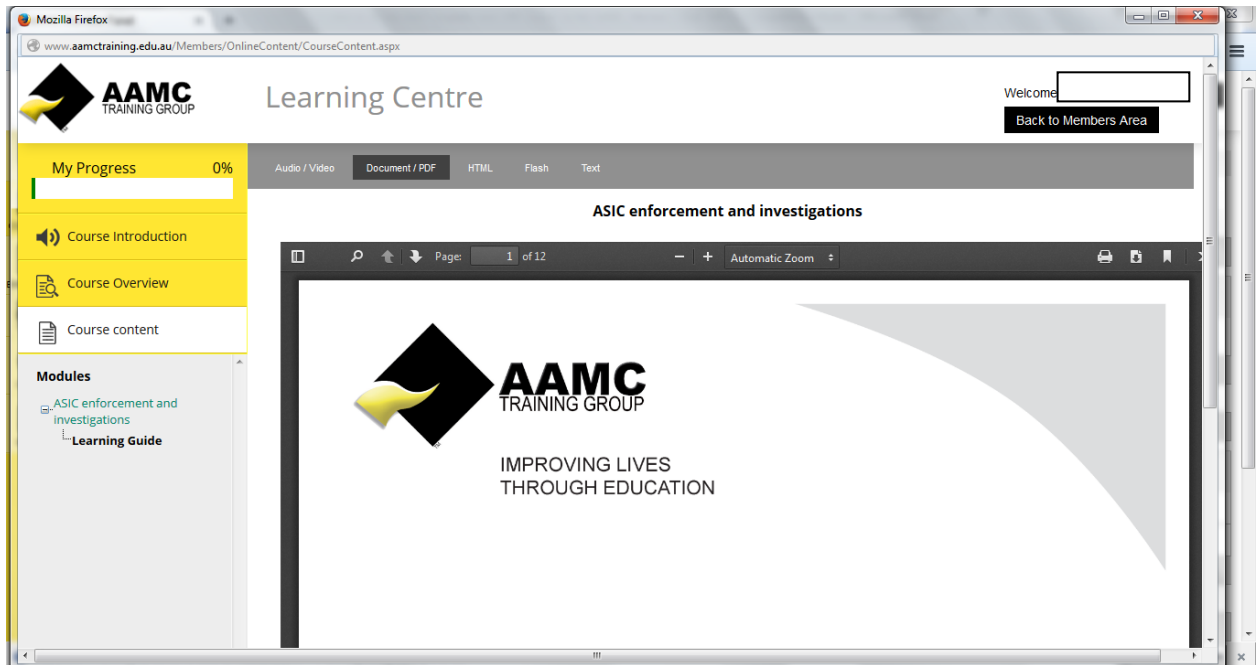 Mozilla Firefox
www.aamctraining.edu.au/Members/OnlineContent/CourseContent.aspx
AAMC
TRAINING GROUP
Learning Centre
Welcome
Back to Members Area
My Progress 0%
Audio / Video Document / PDF HTML Flash Text
ASIC enforcement and investigations
Course Introduction
Page: 1 of 12 Automatic Zoom
Course Overview
Course content
Modules
ASIC enforcement and
investigations
Learning Guide
AAMC
TRAINING GROUP
IMPROVING LIVES
THROUGH EDUCATION